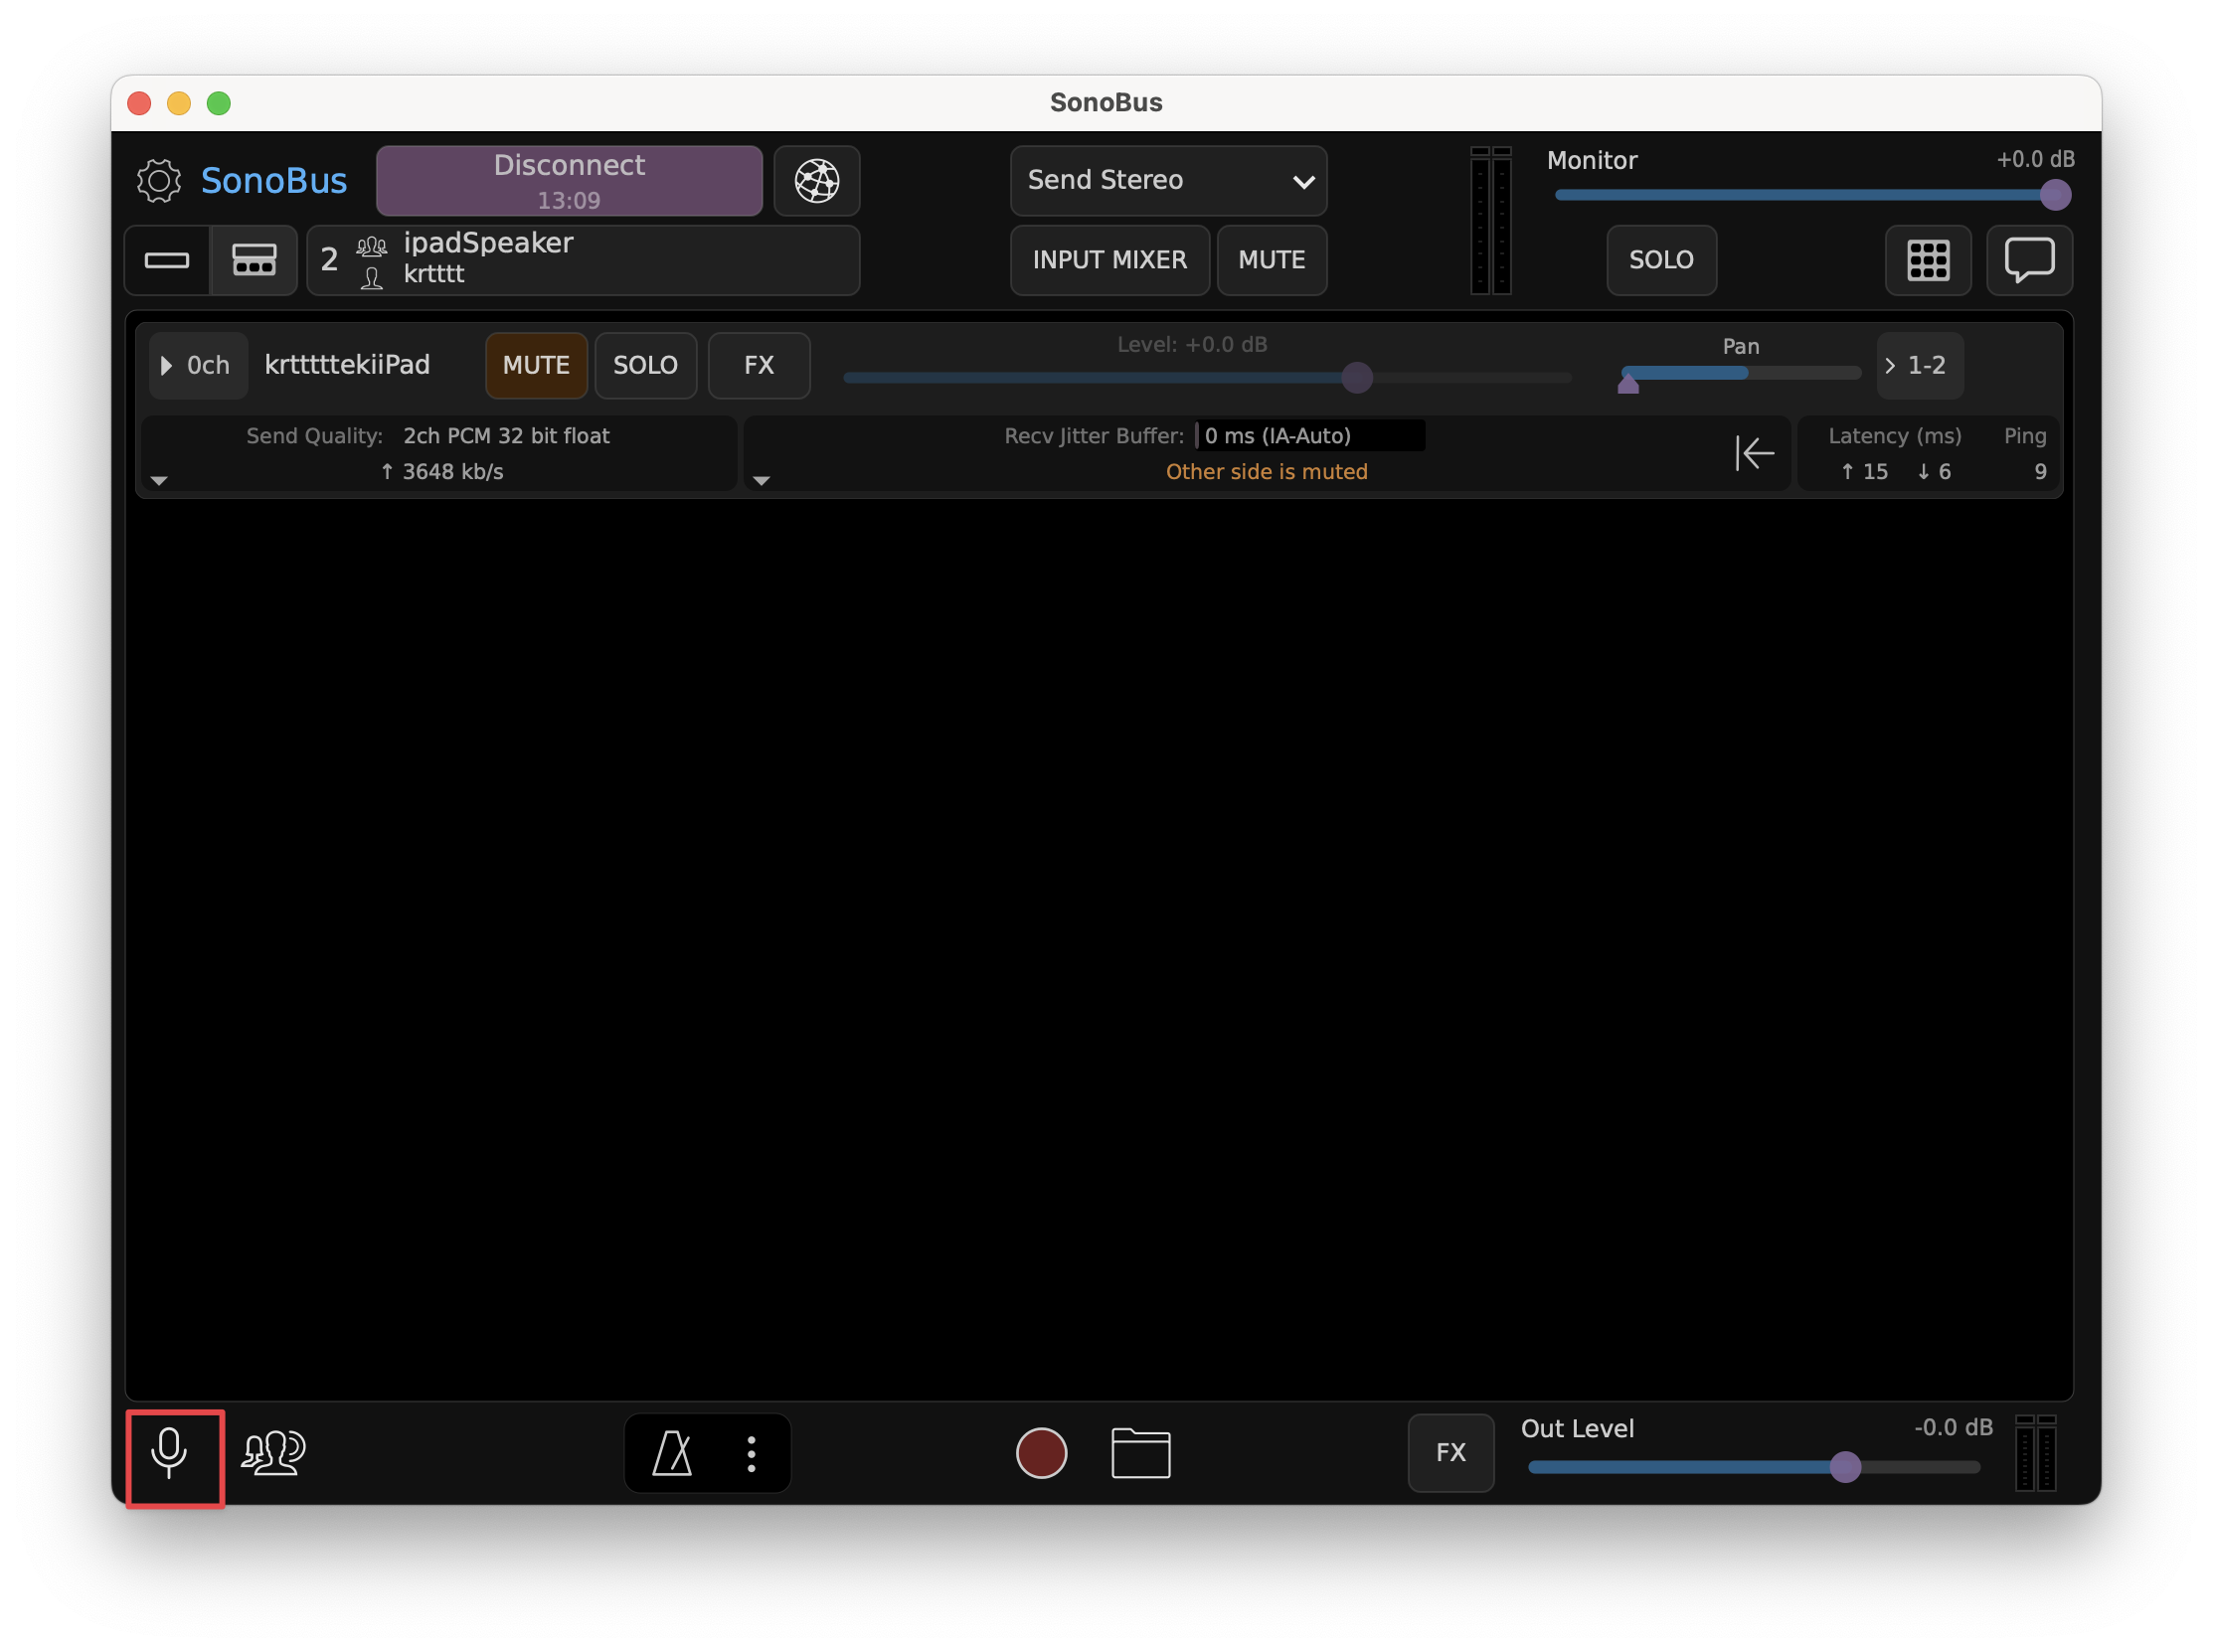 SonoBus
SonoBus
Disconnect
13:09
Send Stereo
Monitor
+0.0 dB
2
ipadSpeaker
krtttt
INPUT MIXER
MUTE
SOLO
0ch
krtttttekiiPad
MUTE
SOLO
FX
Level: +0.0 dB
Pan
1-2
Send Quality: 2ch PCM 32 bit float
↑ 3648 kb/s
Recv Jitter Buffer: 0 ms (IA-Auto)
Other side is muted
Latency (ms) Ping
↑ 15 ↓ 6 9
FX
Out Level
-0.0 dB